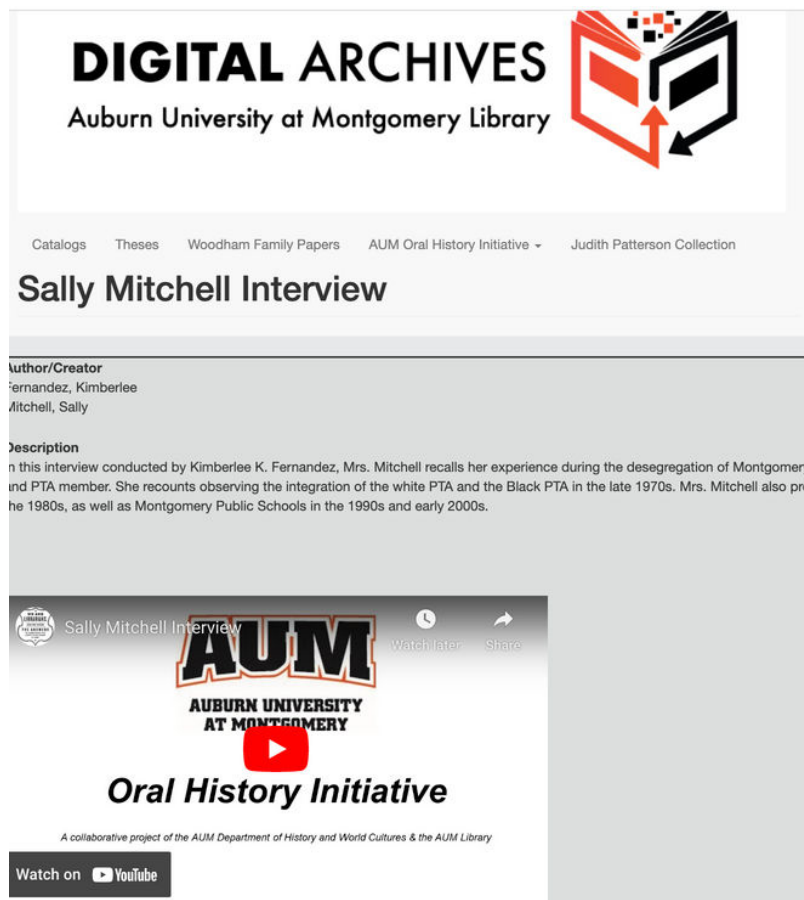 DIGITAL ARCHIVES
Auburn University at Montgomery Library
Catalogs Theses Woodham Family Papers AUM Oral History Initiative Judith Patterson Collection
Sally Mitchell Interview
Author/Creator
Fernandez, Kimberlee
Mitchell, Sally
Description
n this interview conducted by Kimberlee K. Fernandez, Mrs. Mitchell recalls her experience during the desegregation of Montgomer
and PTA member. She recounts observing the integration of the white PTA and the Black PTA in the late 1970s. Mrs. Mitchell also pr
he 1980s, as well as Montgomery Public Schools in the 1990s and early 2000s.
Sally Mitchell Interview
Watch later Share
AUM
AUBURN UNIVERSITY
AT MONTGOMERY
Oral History Initiative
A collaborative project of the AUM Department of History and World Cultures & the AUM Library
Watch on YouTube